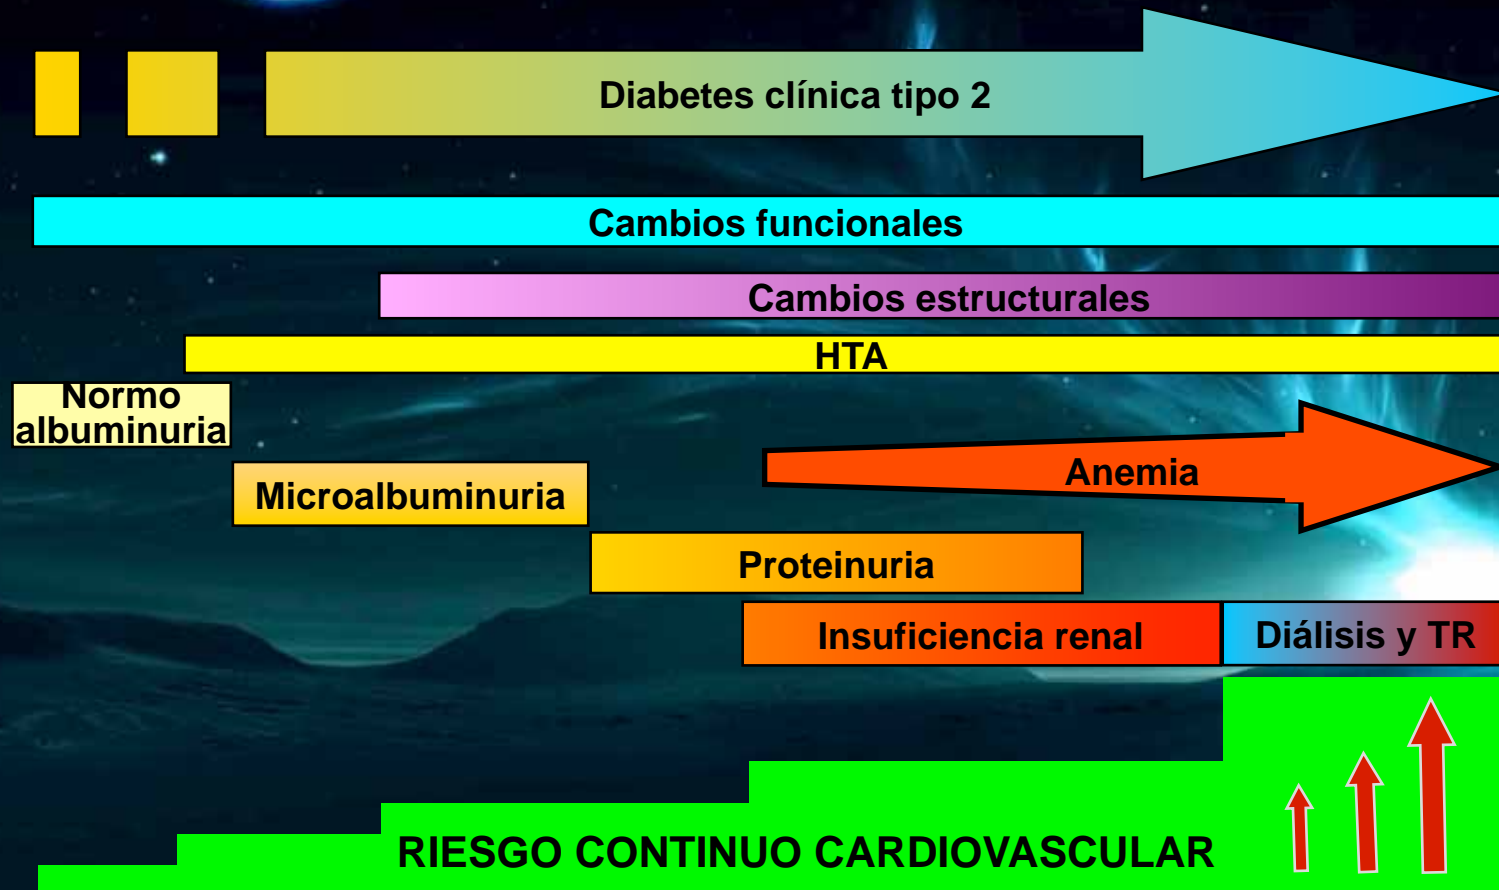 Diabetes clínica tipo 2
Cambios funcionales
Cambios estructurales
HTA
Normo
albuminuria
Anemia
Microalbuminuria
Proteinuria
Insuficiencia renal
Diálisis y TR
RIESGO CONTINUO CARDIOVASCULAR